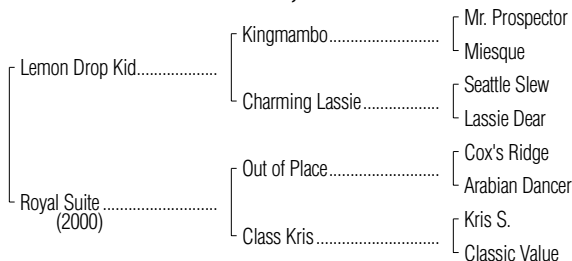 Mr. Prospector
Kingmambo
Miesque
Lemon Drop Kid
Seattle Slew
Charming Lassie
Lassie Dear
Cox's Ridge
Out of Place
Arabian Dancer
Royal Suite
(2000)
Kris S.
Class Kris
Classic Value